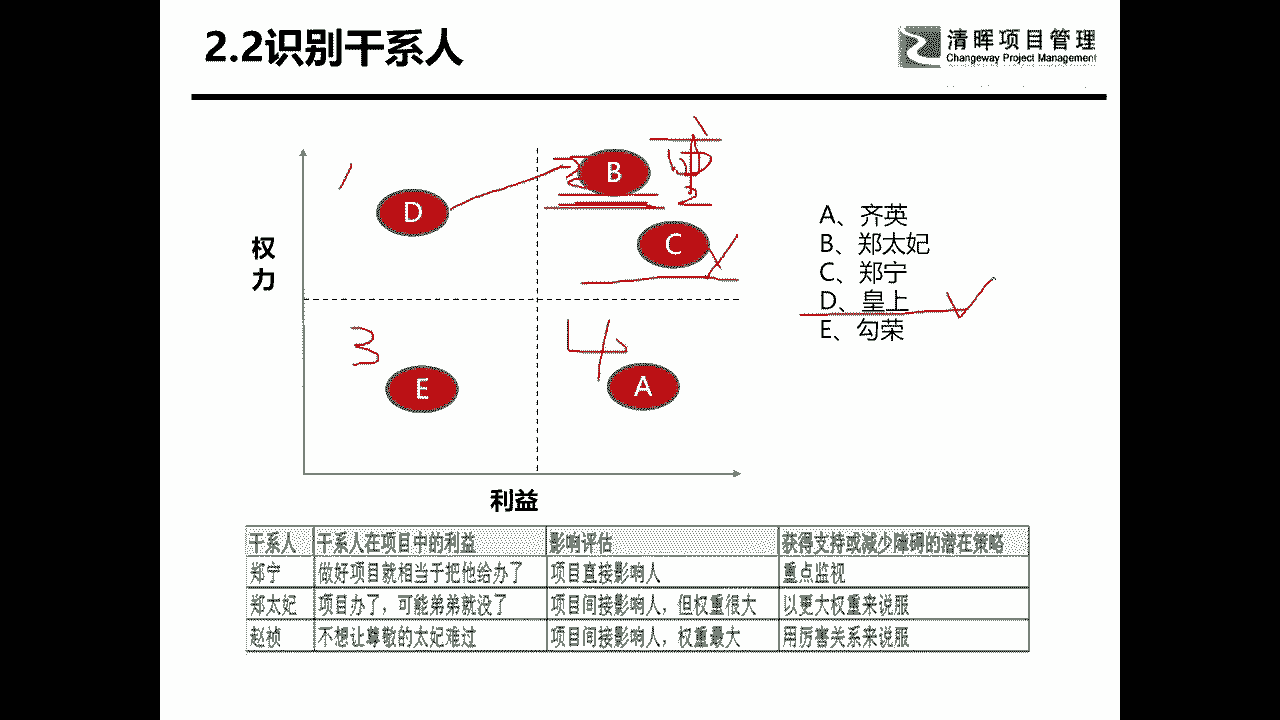 2.2识别干系人
清晖项目管理
Changeway Project Management
权力
利益
D
B
C
E
A
1
3
4
A、齐英
B、郑太妃
C、郑宁
D、皇上
E、勾荣
干系人 干系人在项目中的利益 影响评估 获得支持或减少障碍的潜在策略
郑宁 做好项目就相当于把他给办了 项目直接影响人 重点监视
郑太妃 项目办了，可能弟弟就没了 项目间接影响人，但权重很大 以更大权重来说服
赵祯 不想让尊敬的太妃难过 项目间接影响人，权重最大 用厉害关系来说服